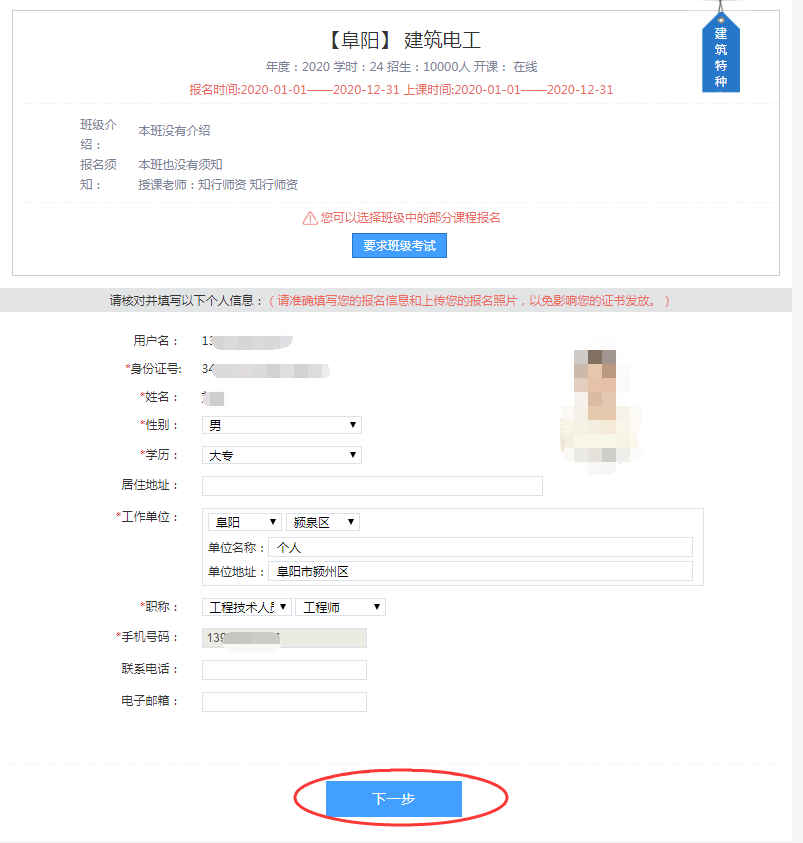 【阜阳】 建筑电工
建筑特种
年度：2020 学时：24 招生：10000人 开课： 在线
报名时间:2020-01-01——2020-12-31 上课时间:2020-01-01——2020-12-31
班级介绍： 本班没有介绍
报名须知： 本班也没有须知
授课老师：知行师资 知行师资
您可以选择班级中的部分课程报名
要求班级考试
请核对并填写以下个人信息：（ 请准确填写您的报名信息和上传您的报名照片，以免影响您的证书发放。 ）
用户名： 1
*身份证号: 34
*姓名：
*性别： 男
*学历： 大专
居住地址：
*工作单位： 阜阳 颍泉区
单位名称： 个人
单位地址： 阜阳市颍州区
*职称： 工程技术人员 工程师
*手机号码： 139
联系电话：
电子邮箱：
下一步